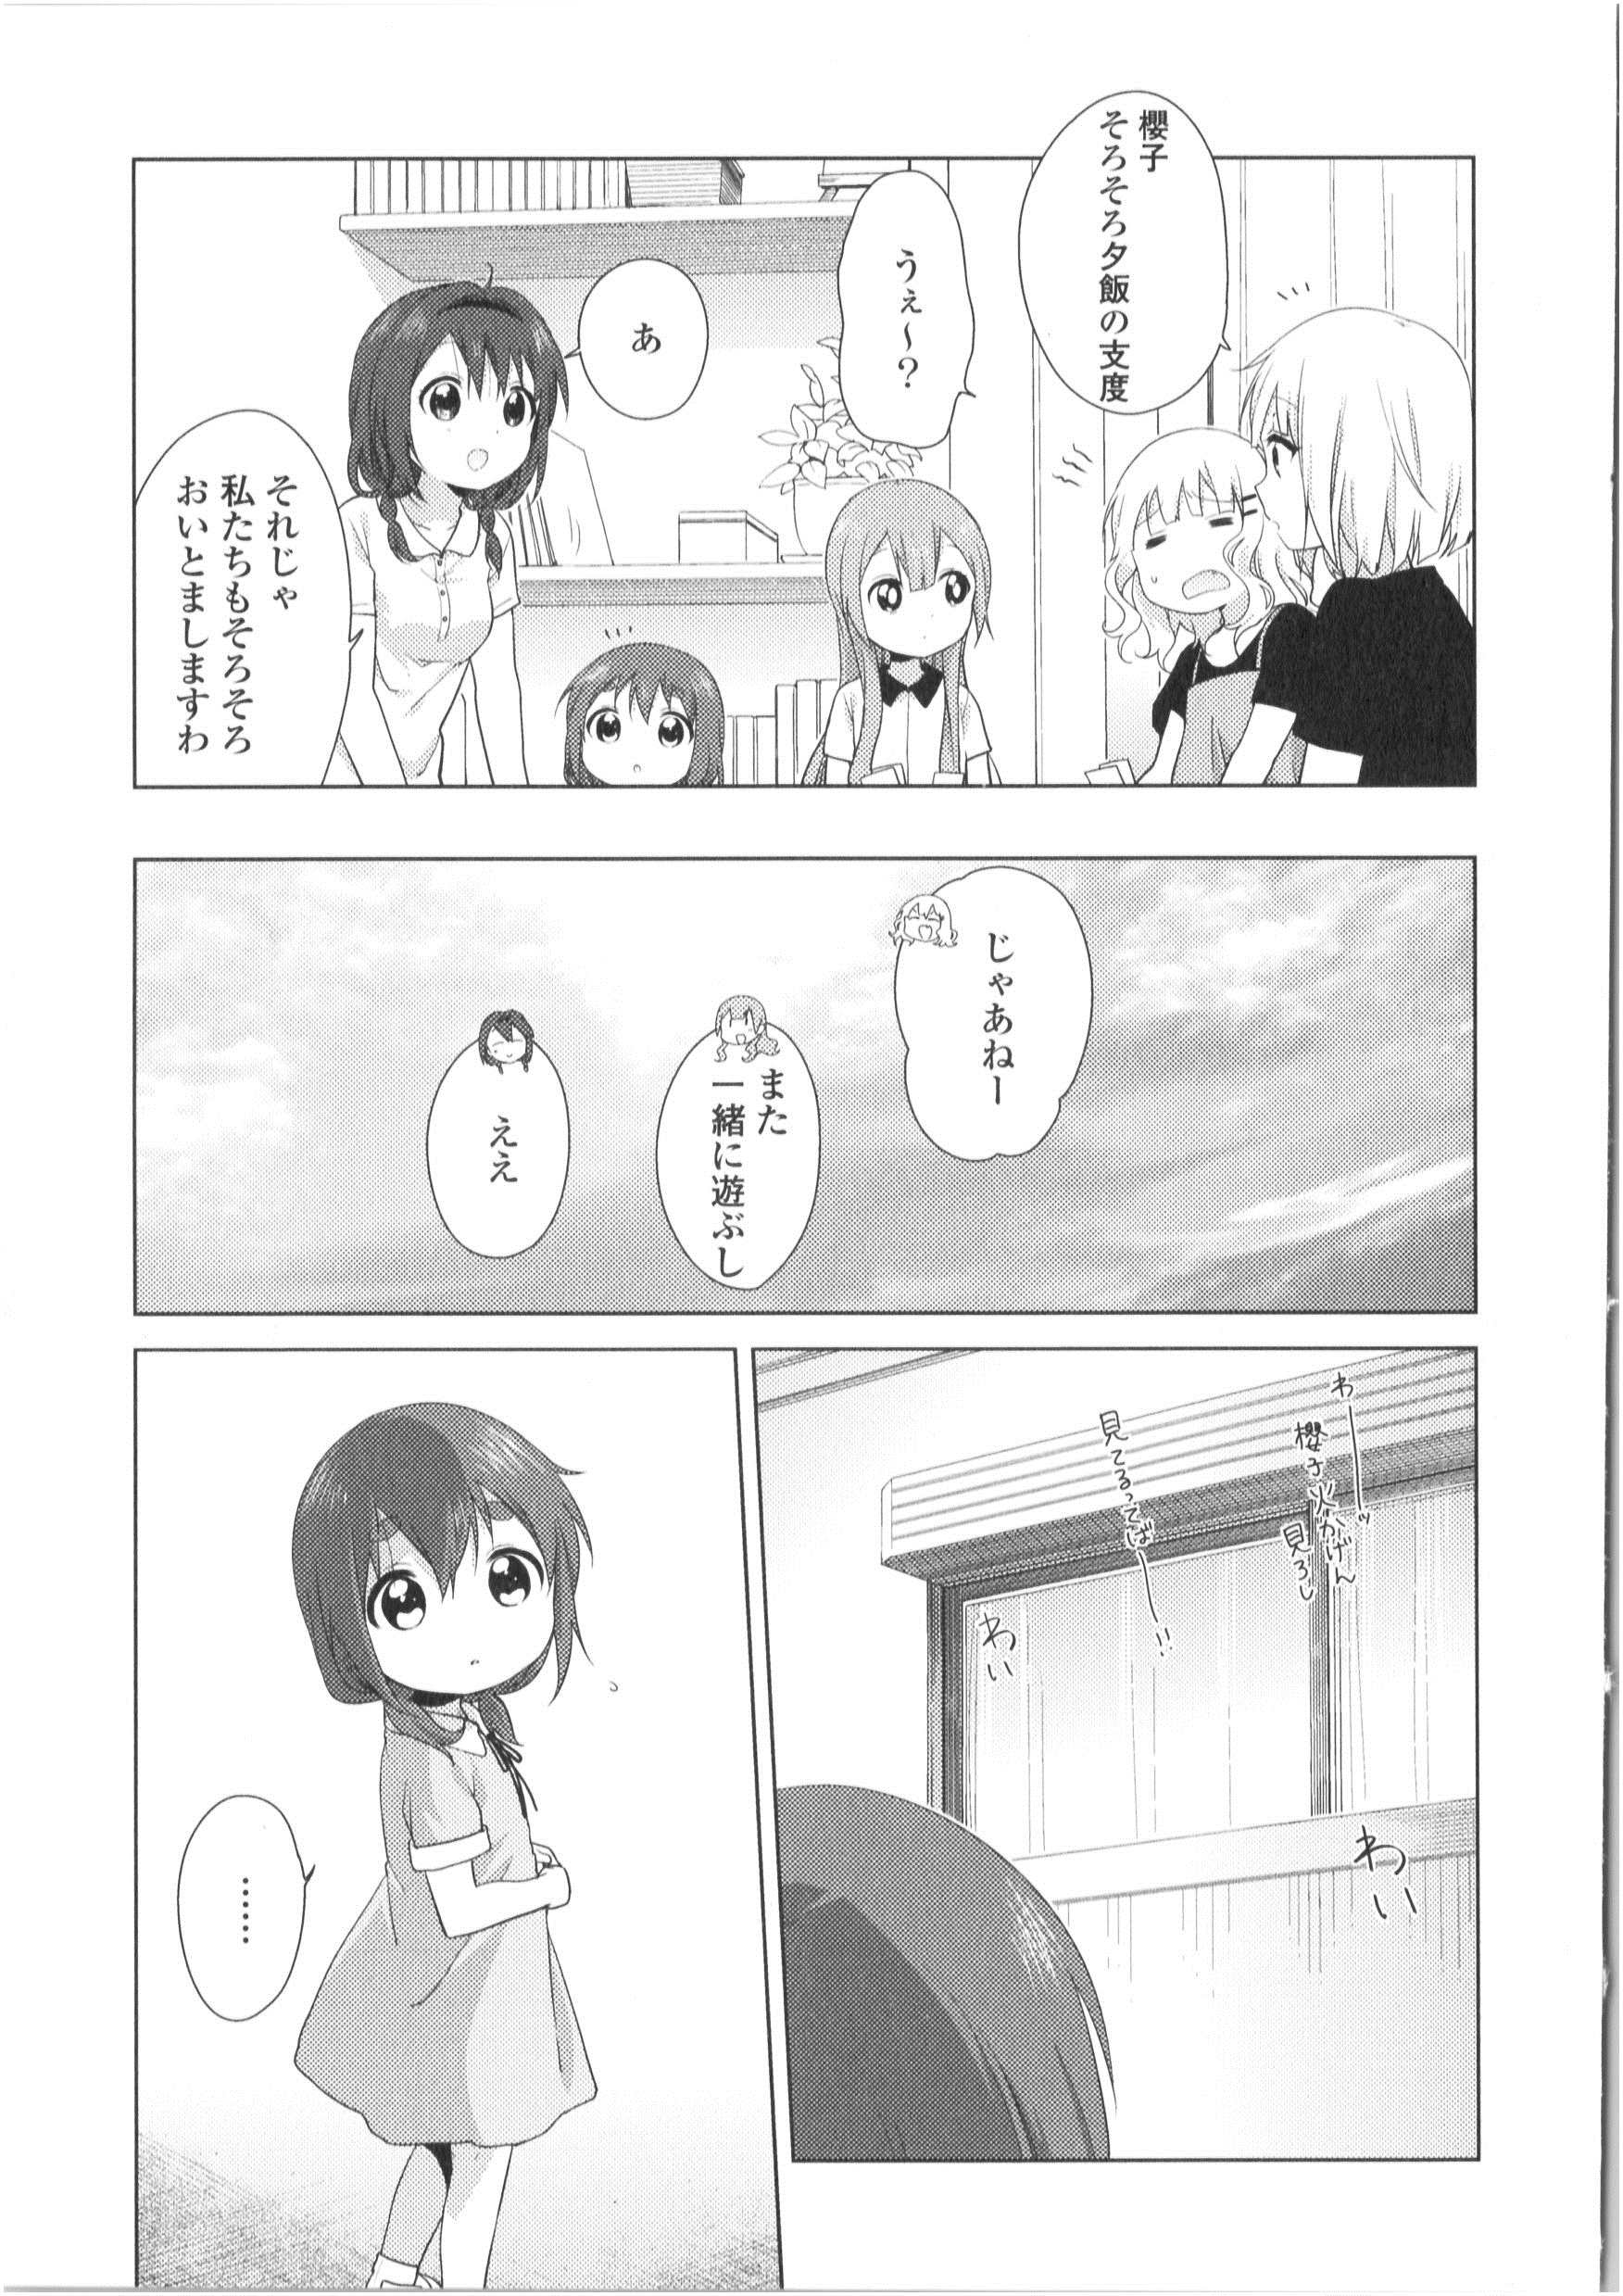 櫻子
そろそろ夕飯の支度
うぇ〜?
あ
それじゃ
私たちもそろそろ
おいとましますわ
じゃあねー
また
一緒に遊ぶし
ええ
わーーッ
櫻子火かげん
見ろし
見てるってばー!!
わい
わい
……